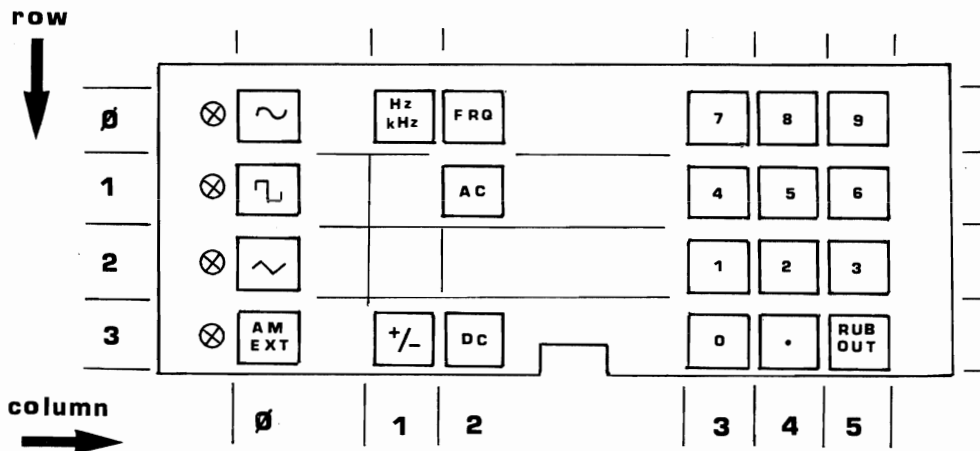 row
Ø Hz kHz FRQ 7 8 9
1 AC 4 5 6
2 1 2 3
3 AM EXT +/- DC 0 . RUB OUT
column
Ø 1 2 3 4 5